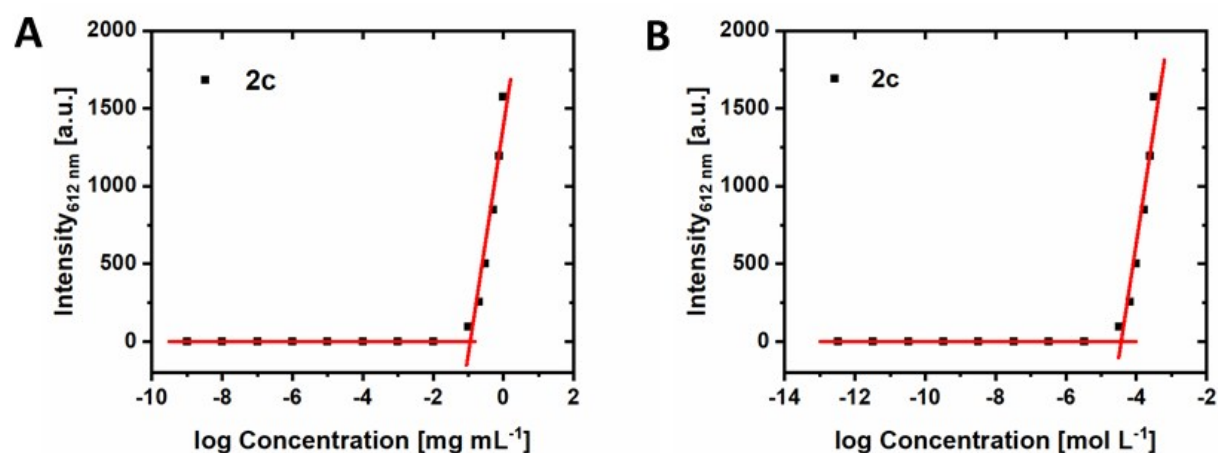 A
2000
1500
1000
500
0
Intensity612 nm [a.u.]
2c
-10 -8 -6 -4 -2 0 2
log Concentration [mg mL-1]
B
2000
1500
1000
500
0
Intensity612 nm [a.u.]
2c
-14 -12 -10 -8 -6 -4 -2
log Concentration [mol L-1]